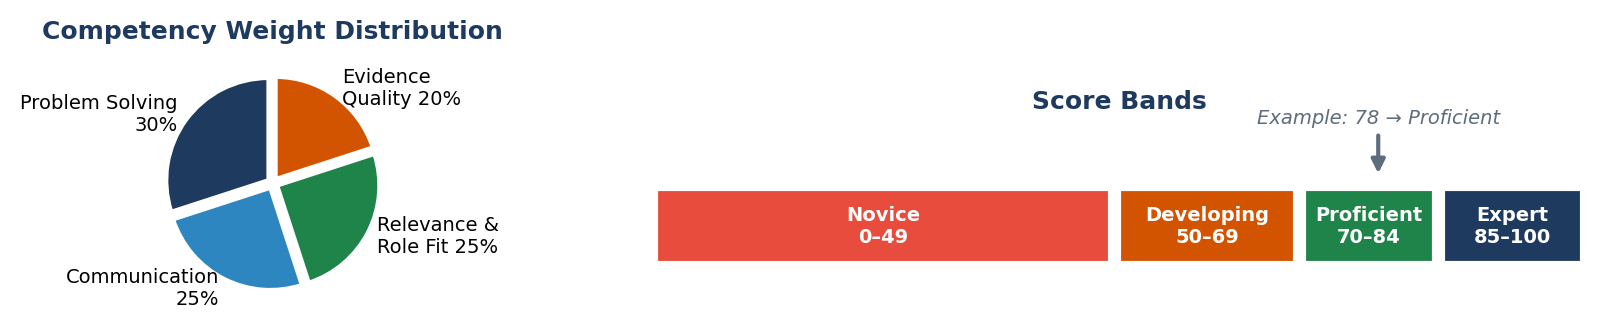 Competency Weight Distribution
Problem Solving
30%
Evidence
Quality 20%
Relevance &
Role Fit 25%
Communication
25%
Score Bands
Example: 78 → Proficient
Novice
0–49
Developing
50–69
Proficient
70–84
Expert
85–100